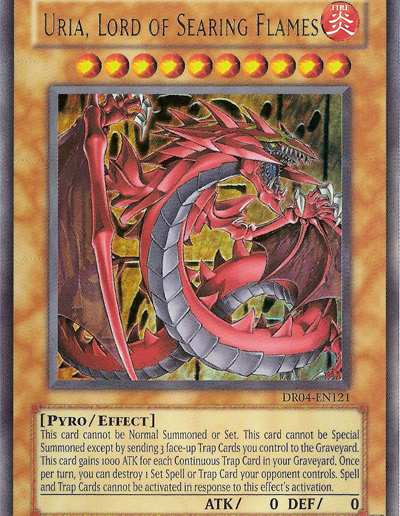 URIA, LORD OF SEARING FLAMES
FIRE
炎
DR04-EN121
[PYRO/EFFECT]
This card cannot be Normal Summoned or Set. This card cannot be Special
Summoned except by sending 3 face-up Trap Cards you control to the Graveyard.
This card gains 1000 ATK for each Continuous Trap Card in your Graveyard. Once
per turn, you can destroy 1 Set Spell or Trap Card your opponent controls. Spell
and Trap Cards cannot be activated in response to this effect's activation.
ATK/ 0 DEF/ 0